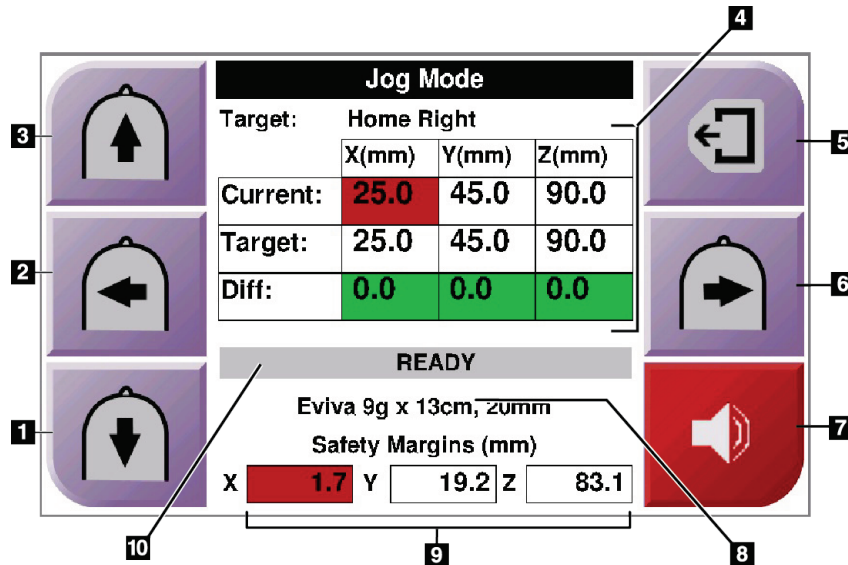 4
Jog Mode
Target: Home Right
3
5
X(mm) Y(mm) Z(mm)
Current: 25.0 45.0 90.0
Target: 25.0 45.0 90.0
2
6
Diff: 0.0 0.0 0.0
READY
Eviva 9g x 13cm, 20mm
1
7
Safety Margins (mm)
X 1.7 Y 19.2 Z 83.1
10
9
8